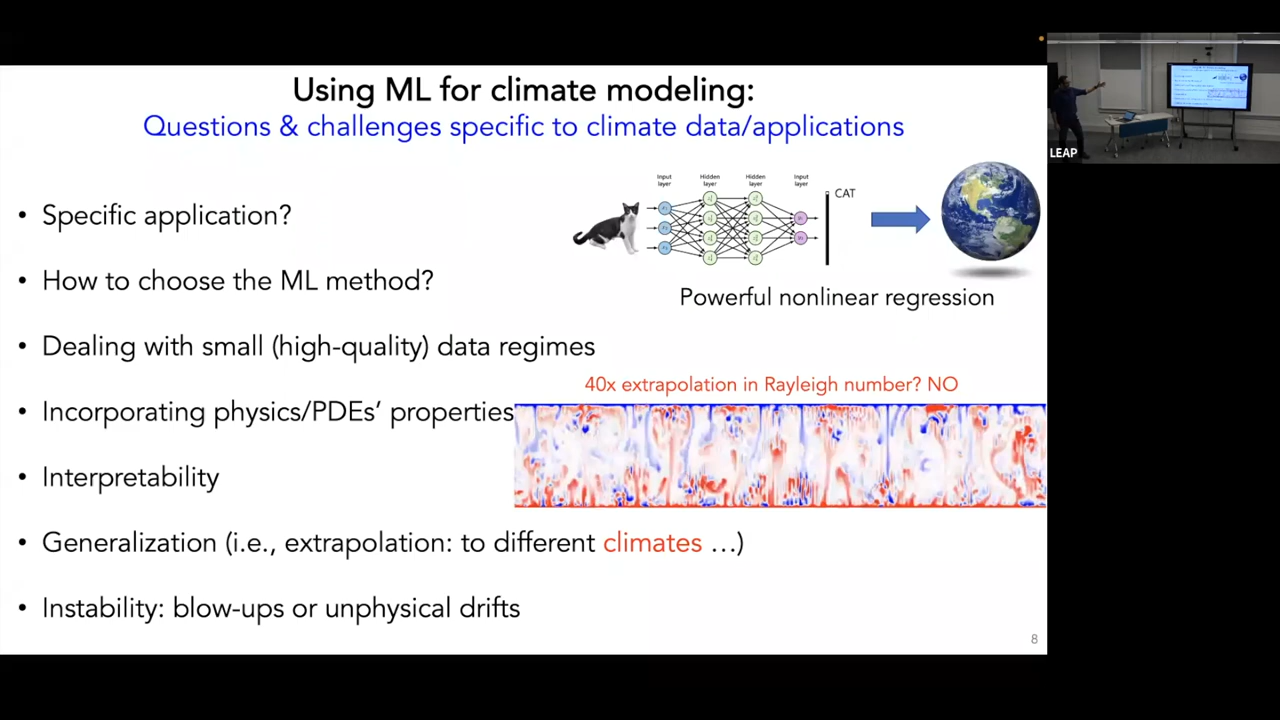 Using ML for climate modeling:
Questions & challenges specific to climate data/applications
LEAP
Input layer
Hidden layer
Hidden layer
Input layer
CAT
• Specific application?
• How to choose the ML method?
Powerful nonlinear regression
• Dealing with small (high-quality) data regimes
40x extrapolation in Rayleigh number? NO
• Incorporating physics/PDEs’ properties
• Interpretability
• Generalization (i.e., extrapolation: to different climates …)
• Instability: blow-ups or unphysical drifts
8